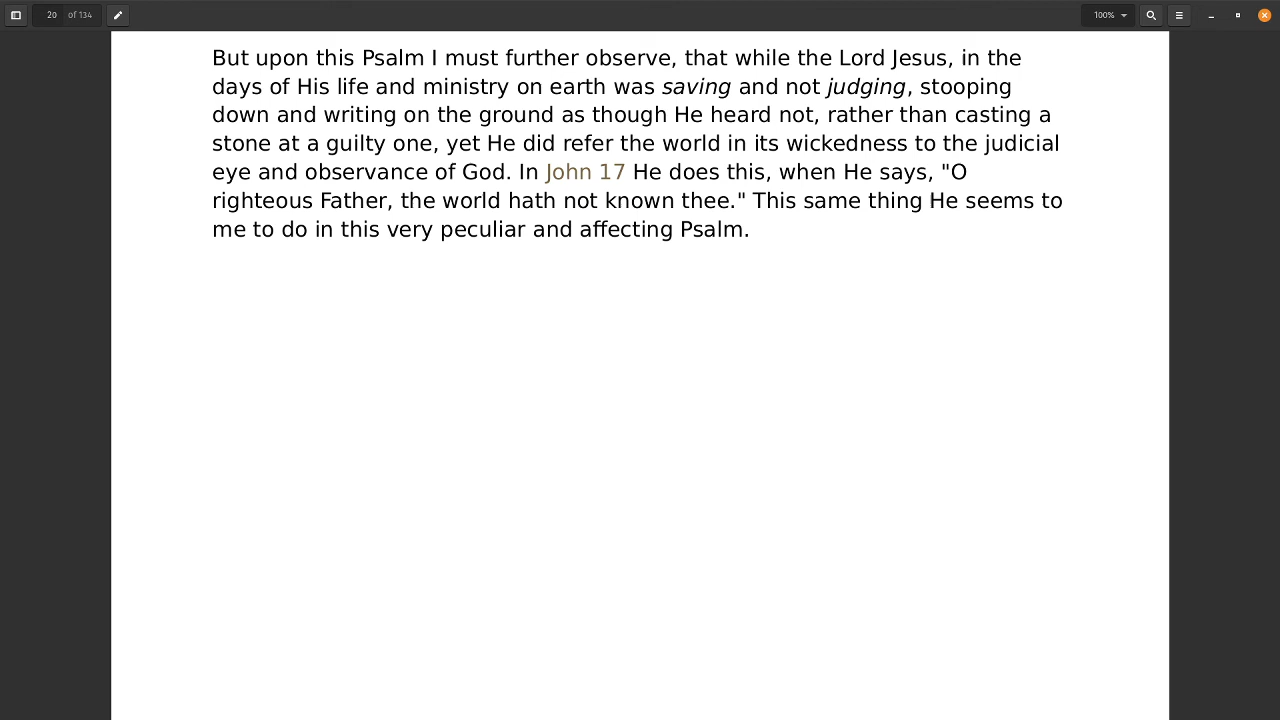 20 of 134
100%
But upon this Psalm I must further observe, that while the Lord Jesus, in the
days of His life and ministry on earth was saving and not judging, stooping
down and writing on the ground as though He heard not, rather than casting a
stone at a guilty one, yet He did refer the world in its wickedness to the judicial
eye and observance of God. In John 17 He does this, when He says, "O
righteous Father, the world hath not known thee." This same thing He seems to
me to do in this very peculiar and affecting Psalm.